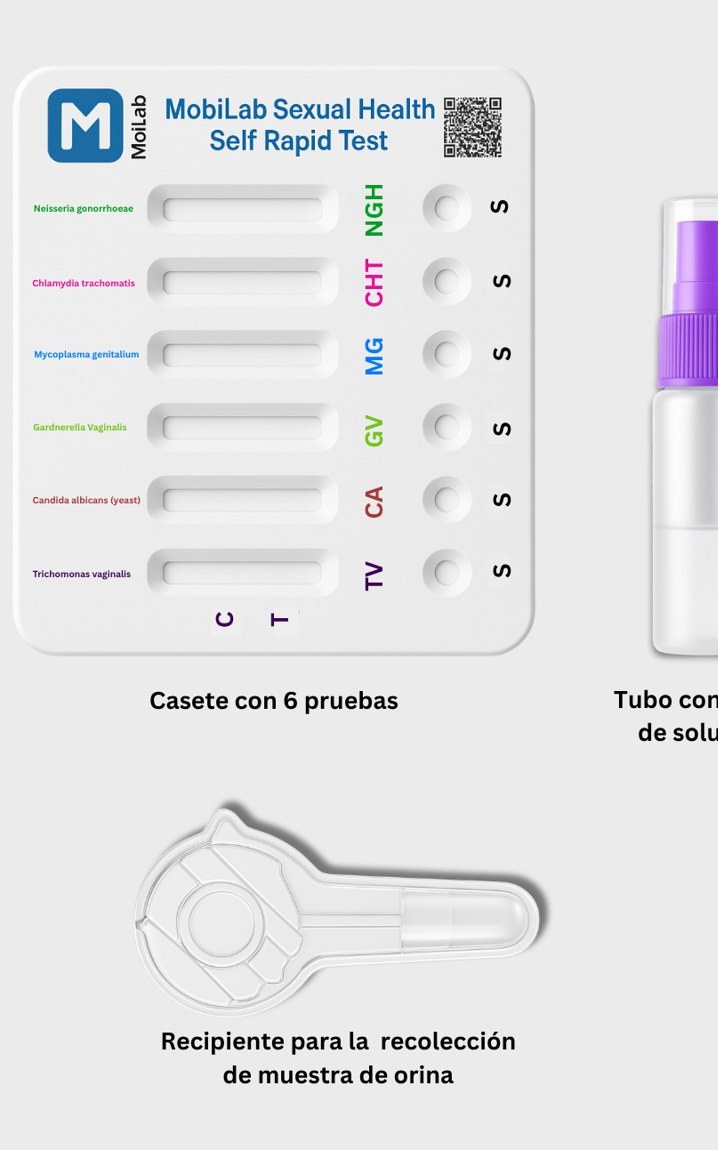 M
MoiLab
MobiLab Sexual Health
Self Rapid Test
Neisseria gonorrhoeae
NGH
S
Chlamydia trachomatis
CHT
S
Mycoplasma genitalium
MG
S
Gardnerella Vaginalis
GV
S
Candida albicans (yeast)
CA
S
Trichomonas vaginalis
TV
S
C
T
Casete con 6 pruebas
Tubo con
de solu
Recipiente para la recolección
de muestra de orina